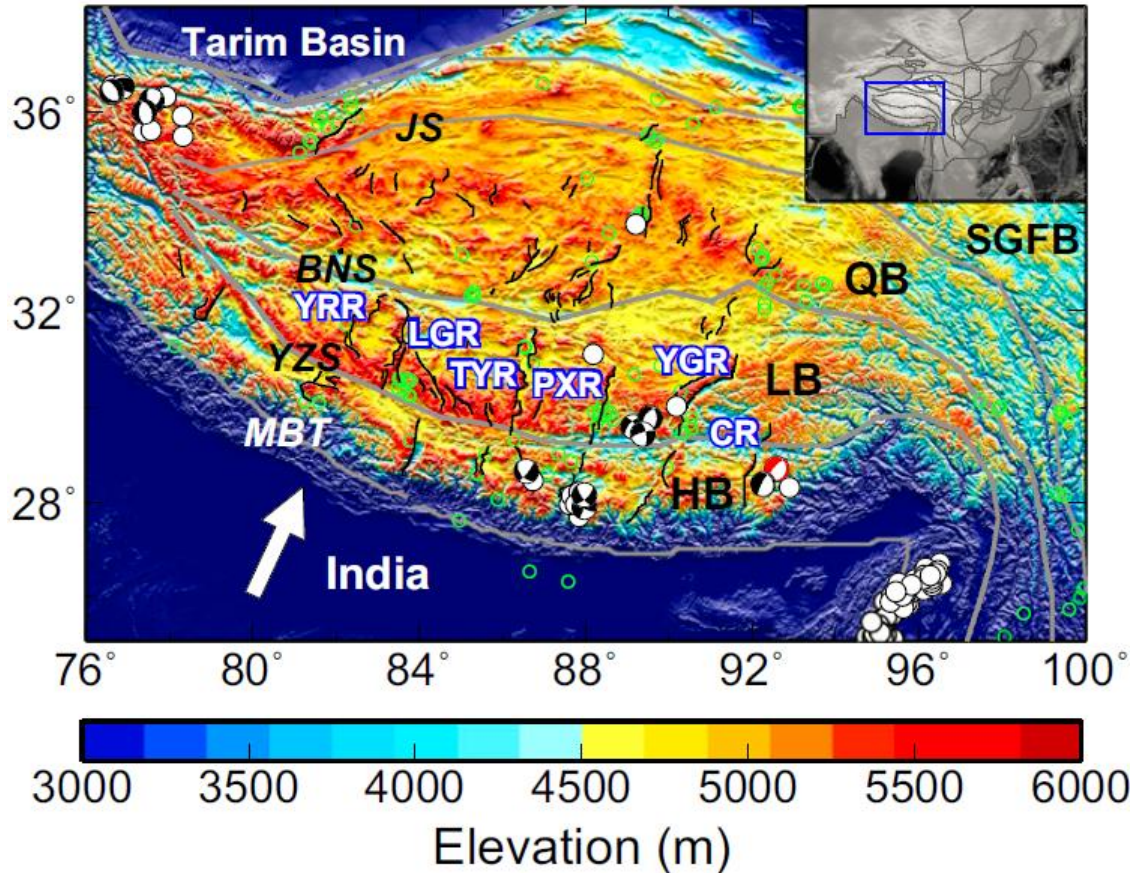 Tarim Basin
36°
JS
SGFB
QB
BNS
32°
YRR
LGR
YZS
TYR
PXR
YGR
LB
MBT
CR
28°
HB
India
76° 80° 84° 88° 92° 96° 100°
3000 3500 4000 4500 5000 5500 6000
Elevation (m)